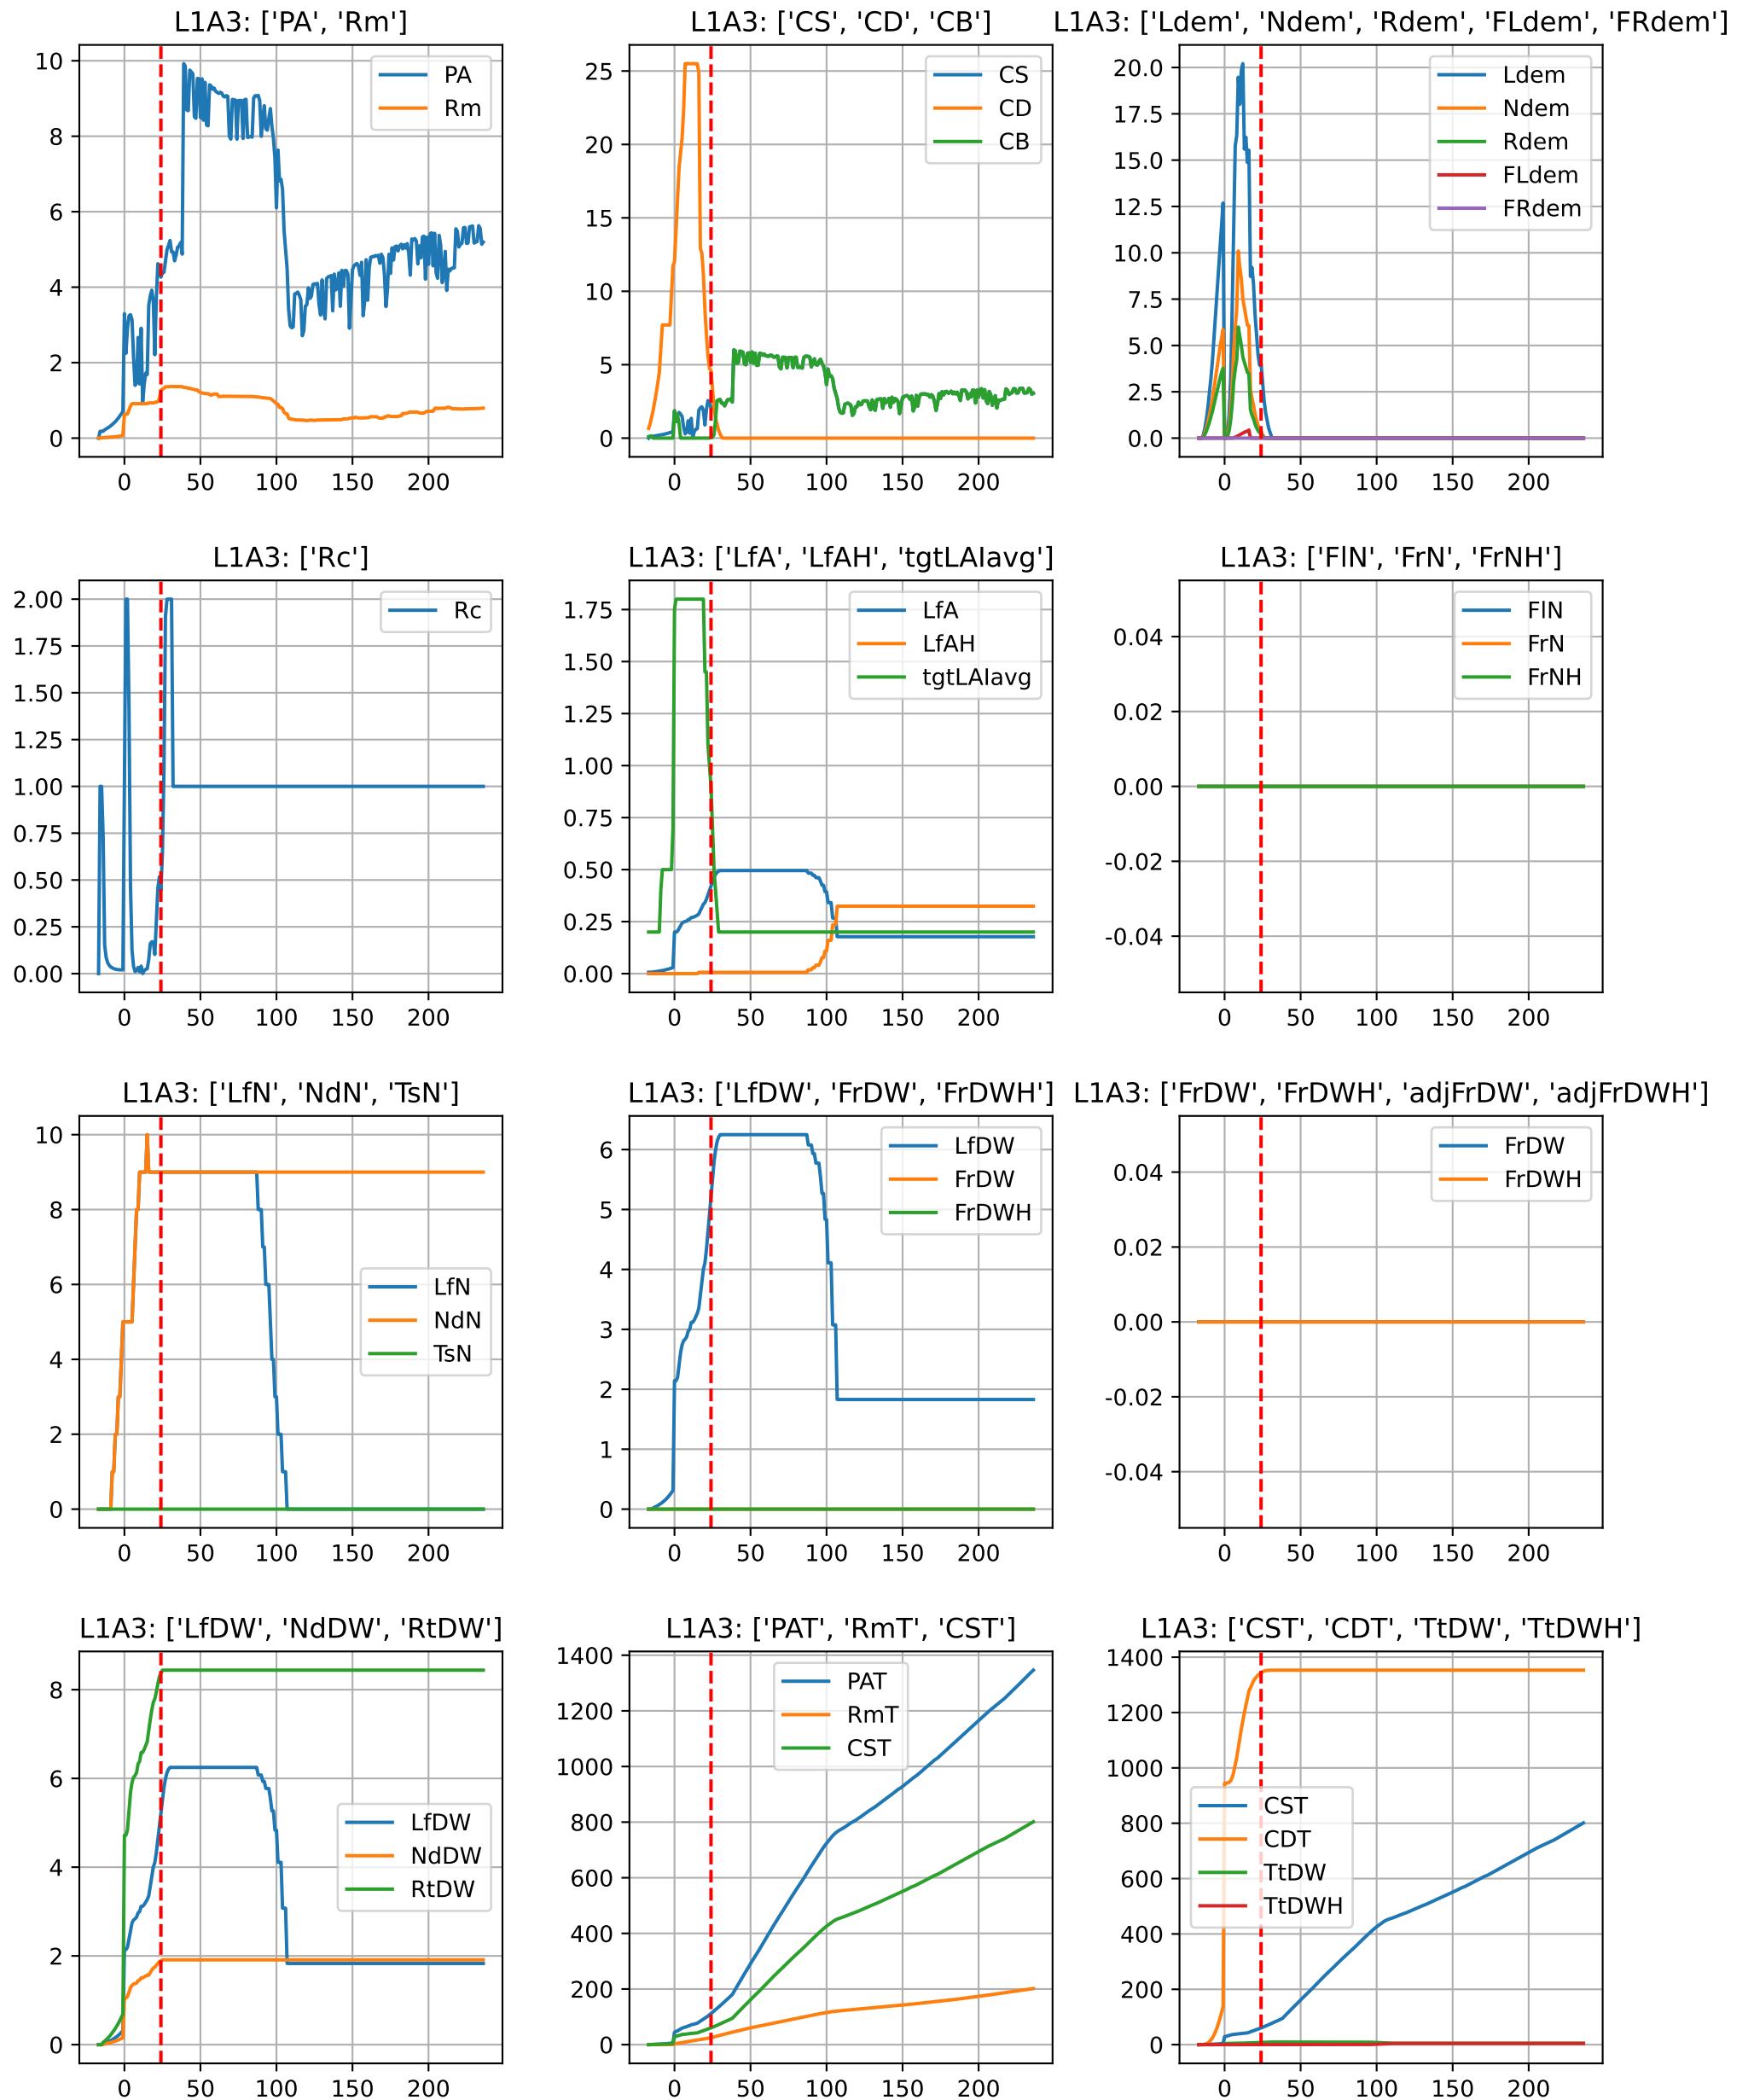 L1A3: ['PA', 'Rm']
10
8
6
4
2
0
0 50 100 150 200
PA
Rm
L1A3: ['CS', 'CD', 'CB']
25
20
15
10
5
0
0 50 100 150 200
CS
CD
CB
L1A3: ['Ldem', 'Ndem', 'Rdem', 'FLdem', 'FRdem']
20.0
17.5
15.0
12.5
10.0
7.5
5.0
2.5
0.0
0 50 100 150 200
Ldem
Ndem
Rdem
FLdem
FRdem
L1A3: ['Rc']
2.00
1.75
1.50
1.25
1.00
0.75
0.50
0.25
0.00
0 50 100 150 200
Rc
L1A3: ['LfA', 'LfAH', 'tgtLAIavg']
1.75
1.50
1.25
1.00
0.75
0.50
0.25
0.00
0 50 100 150 200
LfA
LfAH
tgtLAIavg
L1A3: ['FlN', 'FrN', 'FrNH']
0.04
0.02
0.00
-0.02
-0.04
0 50 100 150 200
FlN
FrN
FrNH
L1A3: ['LfN', 'NdN', 'TsN']
10
8
6
4
2
0
0 50 100 150 200
LfN
NdN
TsN
L1A3: ['LfDW', 'FrDW', 'FrDWH']
6
5
4
3
2
1
0
0 50 100 150 200
LfDW
FrDW
FrDWH
L1A3: ['FrDW', 'FrDWH', 'adjFrDW', 'adjFrDWH']
0.04
0.02
0.00
-0.02
-0.04
0 50 100 150 200
FrDW
FrDWH
L1A3: ['LfDW', 'NdDW', 'RtDW']
8
6
4
2
0
0 50 100 150 200
LfDW
NdDW
RtDW
L1A3: ['PAT', 'RmT', 'CST']
1400
1200
1000
800
600
400
200
0
0 50 100 150 200
PAT
RmT
CST
L1A3: ['CST', 'CDT', 'TtDW', 'TtDWH']
1400
1200
1000
800
600
400
200
0
0 50 100 150 200
CST
CDT
TtDW
TtDWH